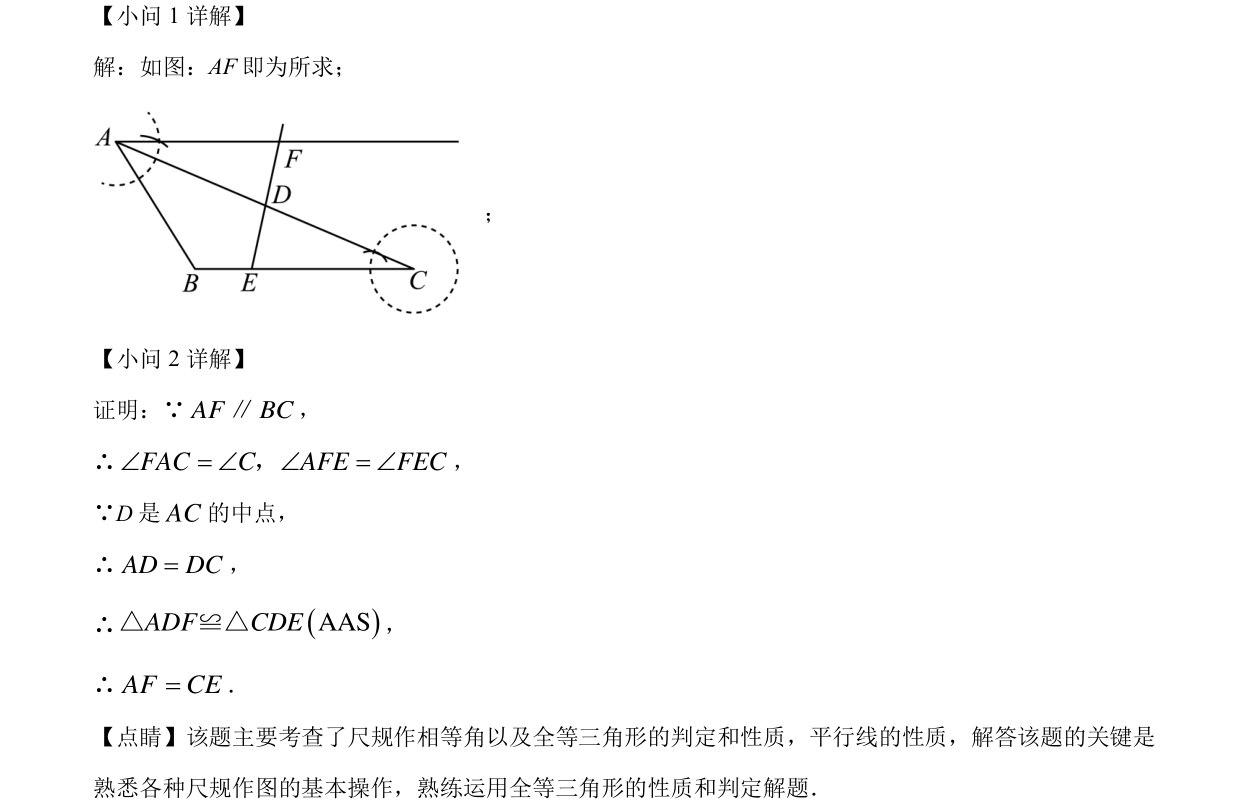 【小问 1 详解】
解：如图：AF 即为所求；
A
F
D
；
B
E
C
【小问 2 详解】
证明：∵ AF ∥ BC，
∴ ∠FAC = ∠C，∠AFE = ∠FEC，
∵D 是 AC 的中点，
∴ AD = DC，
∴ △ADF≌△CDE(AAS)，
∴ AF = CE．
【点睛】该题主要考查了尺规作相等角以及全等三角形的判定和性质，平行线的性质，解答该题的关键是
熟悉各种尺规作图的基本操作，熟练运用全等三角形的性质和判定解题．